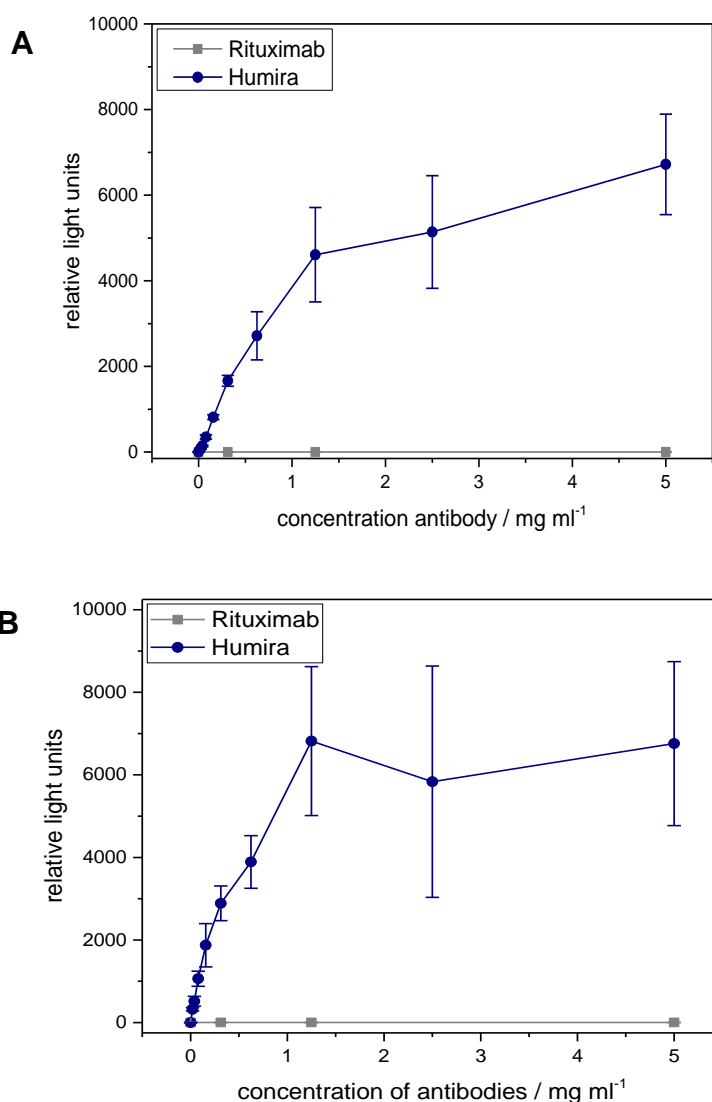 A
Rituximab
Humira
10000
8000
6000
4000
2000
0
relative light units
0 1 2 3 4 5
concentration antibody / mg ml⁻¹
B
Rituximab
Humira
10000
8000
6000
4000
2000
0
relative light units
0 1 2 3 4 5
concentration of antibodies / mg ml⁻¹